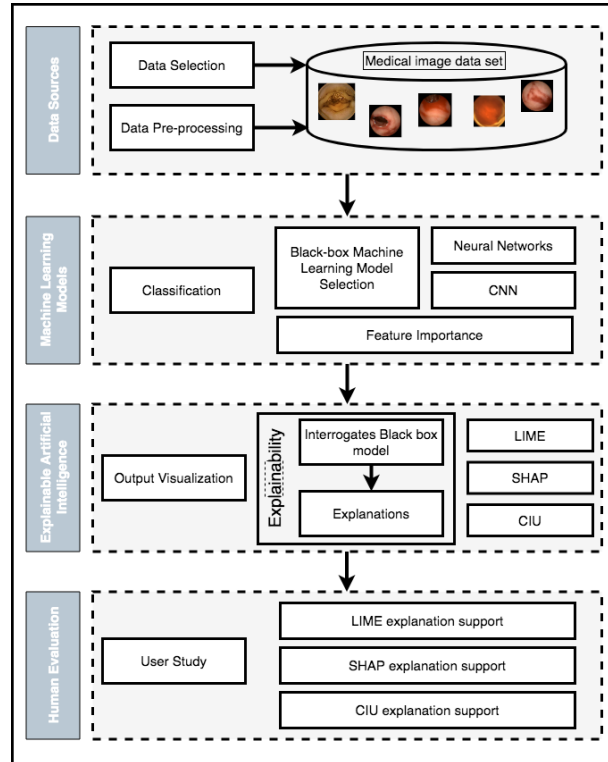 Data Sources
Data Selection
Medical image data set
Data Pre-processing
Machine Learning
Models
Classification
Black-box Machine
Learning Model
Selection
Neural Networks
CNN
Feature Importance
Explainable Artificial
Intelligence
Output Visualization
Explainability
Interrogates Black box
model
Explanations
LIME
SHAP
CIU
Human Evaluation
User Study
LIME explanation support
SHAP explanation support
CIU explanation support